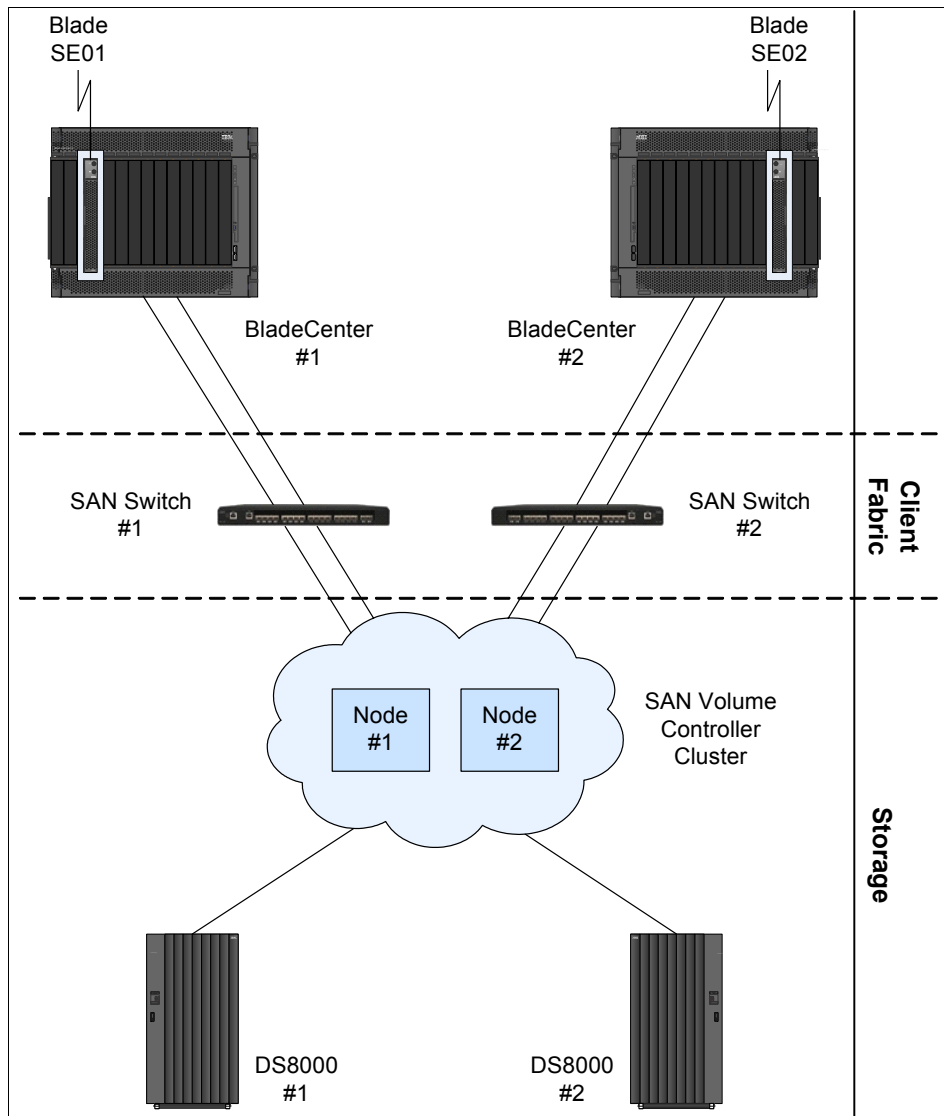 Blade
SE01
Blade
SE02
BladeCenter
#1
BladeCenter
#2
SAN Switch
#1
SAN Switch
#2
Client
Fabric
Node
#1
Node
#2
SAN Volume
Controller
Cluster
Storage
DS8000
#1
DS8000
#2